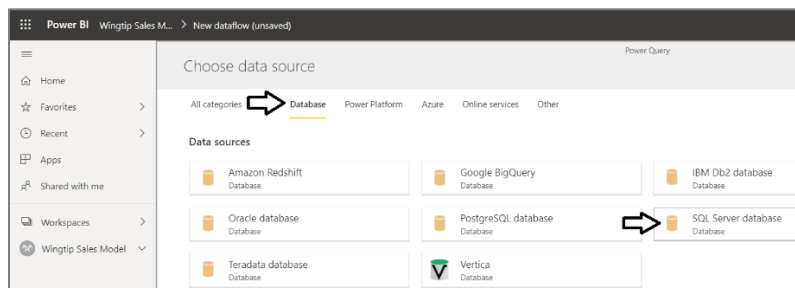 Power BI Wingtip Sales M... > New dataflow (unsaved)
Power Query
Choose data source
Home
Favorites
Recent
Apps
Shared with me
Workspaces
Wingtip Sales Model
All categories Database Power Platform Azure Online services Other
Data sources
Amazon Redshift
Database
Google BigQuery
Database
IBM Db2 database
Database
Oracle database
Database
PostgreSQL database
Database
SQL Server database
Database
Teradata database
Database
Vertica
Database